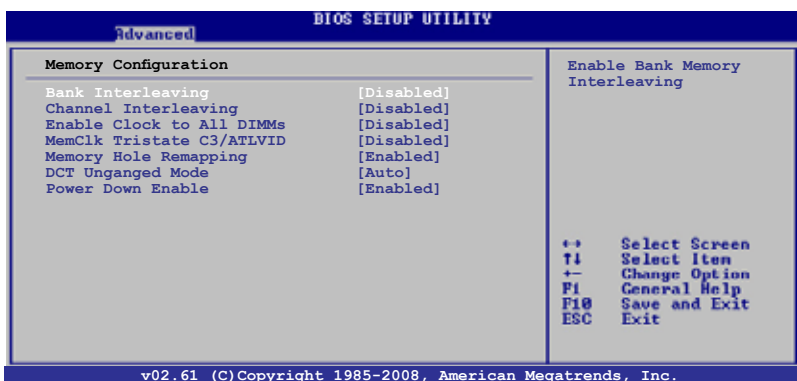 BIOS SETUP UTILITY
Advanced
Memory Configuration
Bank Interleaving [Disabled]
Channel Interleaving [Disabled]
Enable Clock to All DIMMs [Disabled]
MemClk Tristate C3/ATLVID [Disabled]
Memory Hole Remapping [Enabled]
DCT Unganged Mode [Auto]
Power Down Enable [Enabled]
Enable Bank Memory
Interleaving
↔ Select Screen
↑↓ Select Item
+- Change Option
F1 General Help
F10 Save and Exit
ESC Exit
v02.61 (C)Copyright 1985-2008, American Megatrends, Inc.